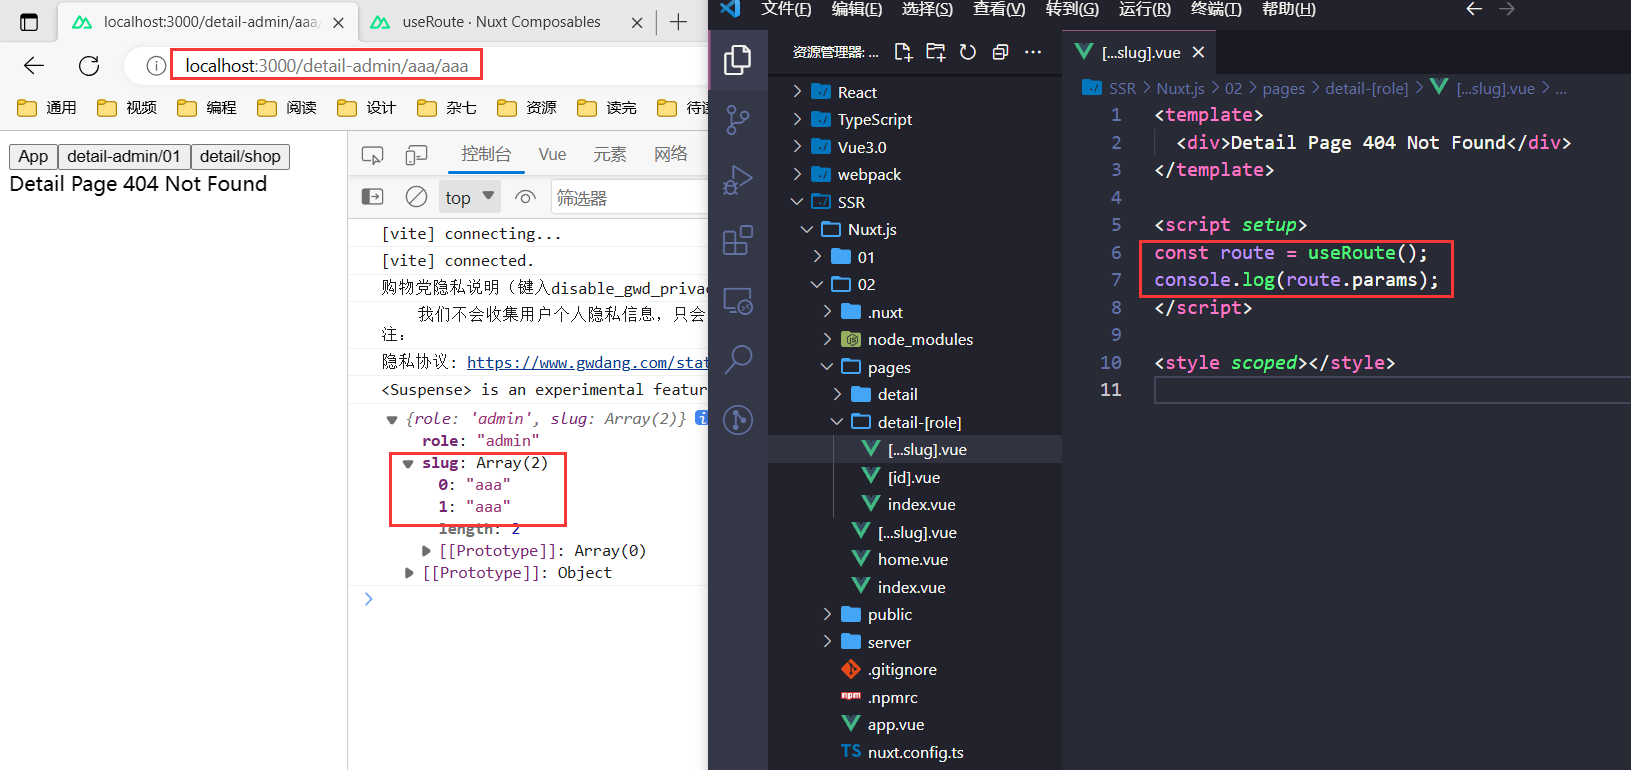 localhost:3000/detail-admin/aaa/
useRoute · Nuxt Composables
localhost:3000/detail-admin/aaa/aaa
通用
视频
编程
阅读
设计
杂七
资源
读完
待读
App
detail-admin/01
detail/shop
Detail Page 404 Not Found
控制台
Vue
元素
网络
top
筛选器
[vite] connecting...
[vite] connected.
购物党隐私说明（键入disable_gwd_privac
我们不会收集用户个人隐私信息，只会
注：
隐私协议: https://www.gwdang.com/stat
<Suspense> is an experimental featur
{role: 'admin', slug: Array(2)}
role: "admin"
slug: Array(2)
0: "aaa"
1: "aaa"
length: 2
[[Prototype]]: Array(0)
[[Prototype]]: Object
文件(F)
编辑(E)
选择(S)
查看(V)
转到(G)
运行(R)
终端(T)
帮助(H)
资源管理器: ...
React
TypeScript
Vue3.0
webpack
SSR
Nuxt.js
01
02
.nuxt
node_modules
pages
detail
detail-[role]
[...slug].vue
[id].vue
index.vue
[...slug].vue
home.vue
index.vue
public
server
.gitignore
npm .npmrc
app.vue
TS nuxt.config.ts
[...slug].vue
SSR > Nuxt.js > 02 > pages > detail-[role] > [...slug].vue > ...
1 <template>
2 <div>Detail Page 404 Not Found</div>
3 </template>
4
5 <script setup>
6 const route = useRoute();
7 console.log(route.params);
8 </script>
9
10 <style scoped></style>
11